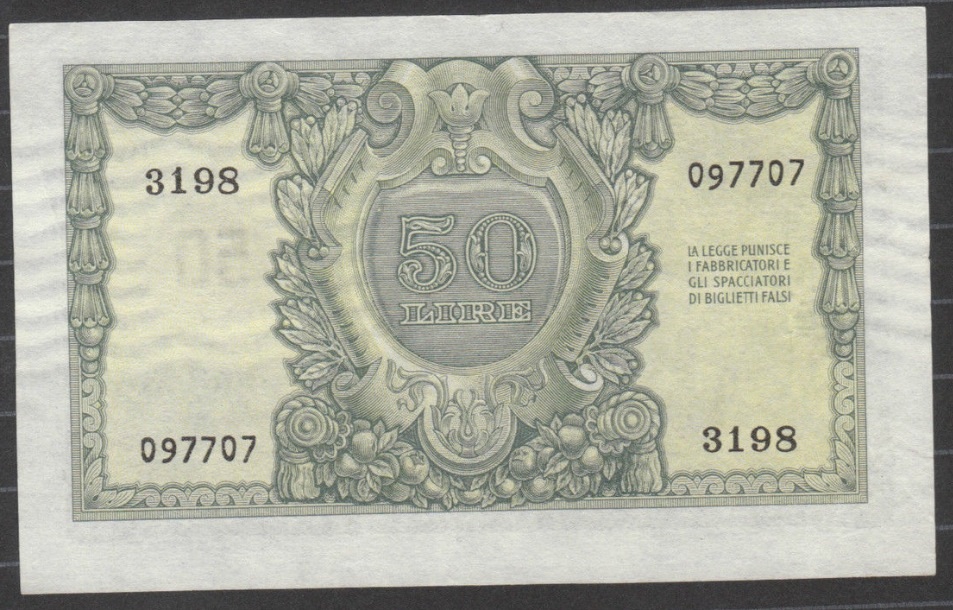 3198
097707
50
LIRE
LA LEGGE PUNISCE
I FABBRICATORI E
GLI SPACCIATORI
DI BIGLIETTI FALSI
097707
3198